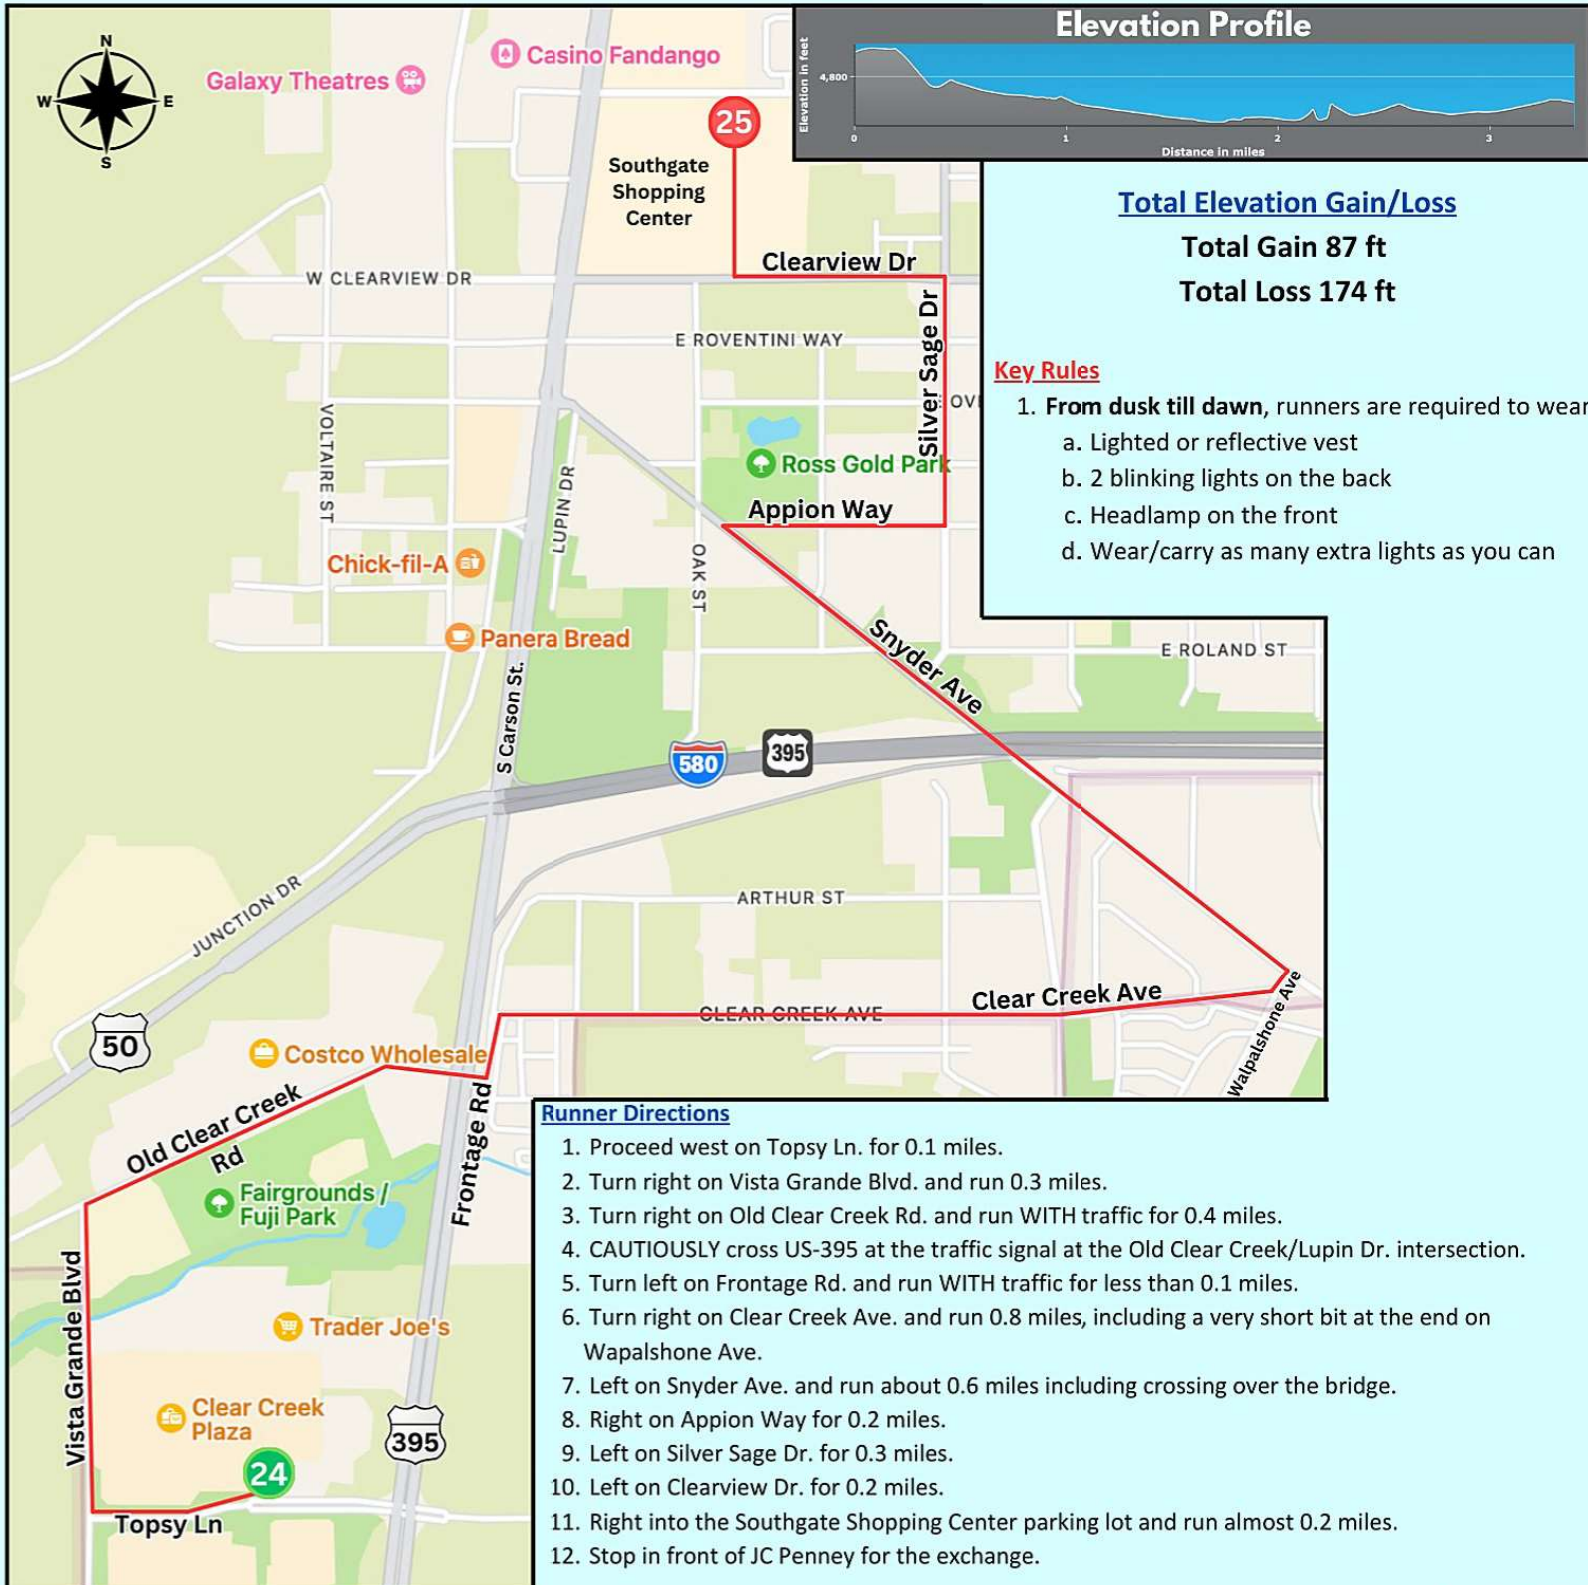 N
W
E
S
Galaxy Theatres
Casino Fandango
25
Southgate
Shopping
Center
Clearview Dr
W CLEARVIEW DR
E ROVENTINI WAY
Silver Sage Dr
VOLTAIRE ST
LUPIN DR
Ross Gold Park
Appion Way
OAK ST
Chick-fil-A
Panera Bread
S Carson St.
Snyder Ave
E ROLAND ST
580
395
JUNCTION DR
ARTHUR ST
CLEAR CREEK AVE
Clear Creek Ave
Walpalshone Ave
50
Costco Wholesale
Old Clear Creek
Rd
Frontage Rd
Fairgrounds /
Fuji Park
Vista Grande Blvd
Trader Joe's
Clear Creek
Plaza
395
24
Topsy Ln
Elevation Profile
Elevation in feet
4,800
0
1
2
3
Distance in miles
Total Elevation Gain/Loss
Total Gain 87 ft
Total Loss 174 ft
Key Rules
1. From dusk till dawn, runners are required to wear
a. Lighted or reflective vest
b. 2 blinking lights on the back
c. Headlamp on the front
d. Wear/carry as many extra lights as you can
Runner Directions
1. Proceed west on Topsy Ln. for 0.1 miles.
2. Turn right on Vista Grande Blvd. and run 0.3 miles.
3. Turn right on Old Clear Creek Rd. and run WITH traffic for 0.4 miles.
4. CAUTIOUSLY cross US-395 at the traffic signal at the Old Clear Creek/Lupin Dr. intersection.
5. Turn left on Frontage Rd. and run WITH traffic for less than 0.1 miles.
6. Turn right on Clear Creek Ave. and run 0.8 miles, including a very short bit at the end on
Wapalshone Ave.
7. Left on Snyder Ave. and run about 0.6 miles including crossing over the bridge.
8. Right on Appion Way for 0.2 miles.
9. Left on Silver Sage Dr. for 0.3 miles.
10. Left on Clearview Dr. for 0.2 miles.
11. Right into the Southgate Shopping Center parking lot and run almost 0.2 miles.
12. Stop in front of JC Penney for the exchange.